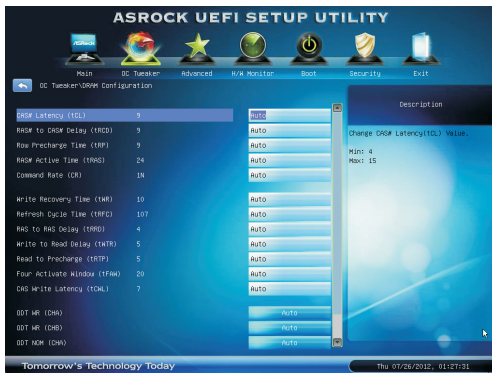 ASROCK UEFI SETUP UTILITY
ASRock
Main OC Tweaker Advanced H/W Monitor Boot Security Exit
OC Tweaker\DRAM Configuration
Description
CAS# Latency (tCL) 9 Auto
Change CAS# Latency(tCL) Value.
RAS# to CAS# Delay (tRCD) 9 Auto
Min: 4
Row Precharge Time (tRP) 9 Auto
Max: 15
RAS# Active Time (tRAS) 24 Auto
Command Rate (CR) 1N Auto
Write Recovery Time (tWR) 10 Auto
Refresh Cycle Time (tRFC) 107 Auto
RAS to RAS Delay (tRRD) 4 Auto
Write to Read Delay (tWTR) 5 Auto
Read to Precharge (tRTP) 5 Auto
Four Activate Window (tFAW) 20 Auto
CAS Write Latency (tCWL) 7 Auto
ODT WR (CHA) Auto
ODT WR (CHB) Auto
ODT NOM (CHA) Auto
Tomorrow's Technology Today
Thu 07/26/2012, 01:27:31